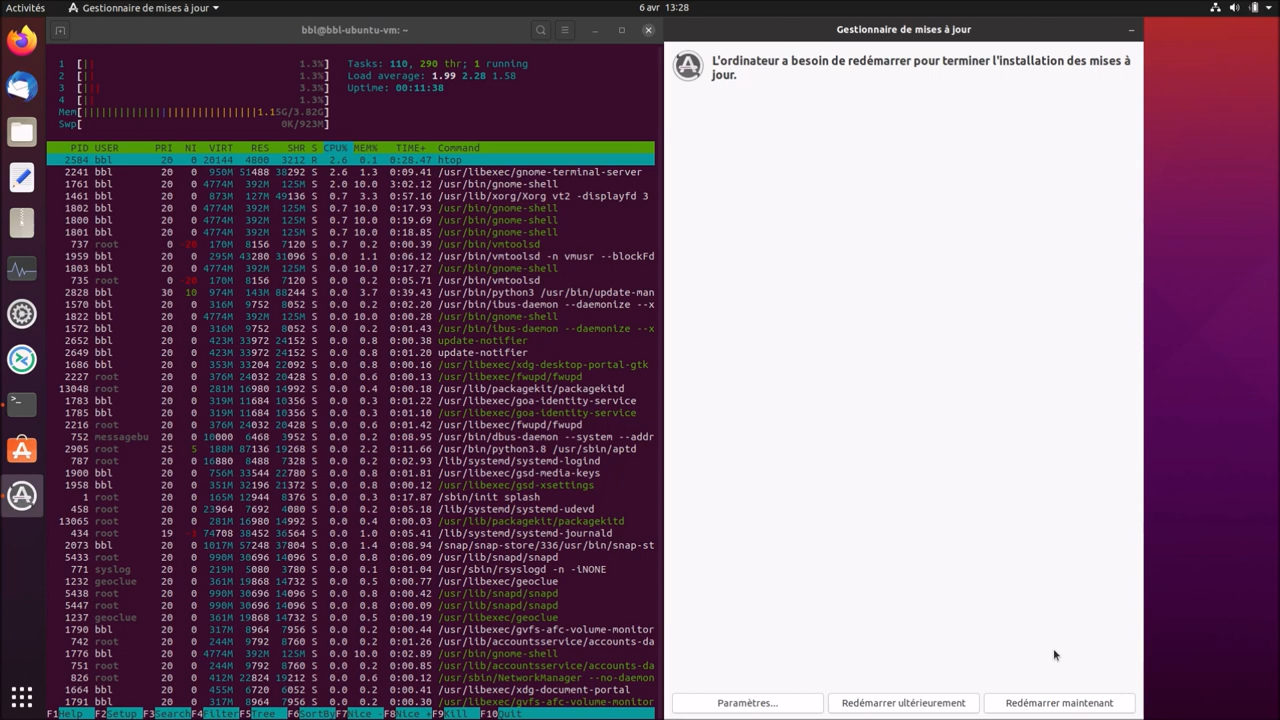 Activités
Gestionnaire de mises à jour
6 avr 13:28
bbl@bbl-ubuntu-vm: ~
Gestionnaire de mises à jour
L'ordinateur a besoin de redémarrer pour terminer l'installation des mises à
jour.
1 [|| 1.3%] Tasks: 110, 290 thr; 1 running
2 [|| 1.3%] Load average: 1.99 2.28 1.58
3 [||| 3.3%] Uptime: 00:11:38
4 [|| 1.3%]
Mem[||||||||||||||||||||||||||||||1.15G/3.82G]
Swp[ 0K/923M]
PID USER PRI NI VIRT RES SHR S CPU% MEM% TIME+ Command
2584 bbl 20 0 20144 4800 3212 R 2.6 0.1 0:28.47 htop
2241 bbl 20 0 950M 51488 38292 S 2.6 1.3 0:09.41 /usr/libexec/gnome-terminal-server
1761 bbl 20 0 4774M 392M 125M S 2.0 10.0 3:02.12 /usr/bin/gnome-shell
1461 bbl 20 0 873M 127M 49136 S 0.7 3.3 0:57.16 /usr/lib/xorg/Xorg vt2 -displayfd 3
1802 bbl 20 0 4774M 392M 125M S 0.7 10.0 0:17.93 /usr/bin/gnome-shell
1800 bbl 20 0 4774M 392M 125M S 0.7 10.0 0:19.69 /usr/bin/gnome-shell
1801 bbl 20 0 4774M 392M 125M S 0.7 10.0 0:18.85 /usr/bin/gnome-shell
737 root 0 -20 170M 8156 7120 S 0.7 0.2 0:00.39 /usr/bin/vmtoolsd
1959 bbl 20 0 295M 43280 31096 S 0.0 1.1 0:06.12 /usr/bin/vmtoolsd -n vmusr --blockFd
1803 bbl 20 0 4774M 392M 125M S 0.0 10.0 0:17.27 /usr/bin/gnome-shell
735 root 0 -20 170M 8156 7120 S 0.0 0.2 0:05.71 /usr/bin/vmtoolsd
2828 bbl 30 10 974M 143M 88244 S 0.0 3.7 0:39.43 /usr/bin/python3 /usr/bin/update-man
1570 bbl 20 0 316M 9752 8052 S 0.0 0.2 0:02.20 /usr/bin/ibus-daemon --daemonize --x
1822 bbl 20 0 4774M 392M 125M S 0.0 10.0 0:00.28 /usr/bin/gnome-shell
1572 bbl 20 0 316M 9752 8052 S 0.0 0.2 0:01.43 /usr/bin/ibus-daemon --daemonize --x
2652 bbl 20 0 423M 33972 24152 S 0.0 0.8 0:00.96 update-notifier
2649 bbl 20 0 423M 33972 24152 S 0.0 0.8 0:01.20 update-notifier
1686 bbl 20 0 353M 33204 22092 S 0.0 0.8 0:00.16 /usr/libexec/xdg-desktop-portal-gtk
2227 root 20 0 376M 24032 20428 S 0.0 0.6 0:00.13 /usr/libexec/fwupd/fwupd
13048 root 20 0 281M 16980 14992 S 0.0 0.4 0:00.18 /usr/lib/packagekit/packagekitd
1783 bbl 20 0 319M 11684 10356 S 0.0 0.3 0:01.22 /usr/libexec/goa-identity-service
1785 bbl 20 0 319M 11684 10356 S 0.0 0.3 0:01.10 /usr/libexec/goa-identity-service
2216 root 20 0 376M 24032 20428 S 0.0 0.6 0:01.42 /usr/libexec/fwupd/fwupd
752 messagebu 20 0 10000 6468 3952 S 0.0 0.2 0:08.95 /usr/bin/dbus-daemon --system --addr
2905 root 25 5 188M 87136 19268 S 0.0 2.2 0:11.66 /usr/bin/python3.8 /usr/sbin/aptd
787 root 20 0 16880 8488 7328 S 0.0 0.2 0:02.93 /lib/systemd/systemd-logind
1900 bbl 20 0 756M 33544 22780 S 0.0 0.8 0:01.81 /usr/libexec/gsd-media-keys
1958 bbl 20 0 351M 32196 21372 S 0.0 0.8 0:00.12 /usr/libexec/gsd-xsettings
1 root 20 0 165M 12944 8344 S 0.0 0.3 0:17.87 /sbin/init splash
458 root 20 0 23964 7692 4080 S 0.0 0.2 0:05.18 /lib/systemd/systemd-udevd
13065 root 20 0 281M 16980 14992 S 0.0 0.4 0:00.03 /usr/lib/packagekit/packagekitd
434 root 19 -1 74708 38452 36564 S 0.0 1.0 0:05.41 /lib/systemd/systemd-journald
2073 bbl 20 0 1017M 57248 37804 S 0.0 1.4 0:08.94 /snap/snap-store/336/usr/bin/snap-st
5433 root 20 0 990M 30696 14304 S 0.0 0.8 0:06.09 /usr/lib/snapd/snapd
771 syslog 20 0 219M 5080 3780 S 0.0 0.1 0:01.04 /usr/sbin/rsyslogd -n -iNONE
1232 geoclue 20 0 361M 19868 14732 S 0.0 0.5 0:00.77 /usr/libexec/geoclue
5438 root 20 0 990M 30696 14304 S 0.0 0.8 0:00.42 /usr/lib/snapd/snapd
5447 root 20 0 990M 30696 14304 S 0.0 0.8 0:00.09 /usr/lib/snapd/snapd
1237 geoclue 20 0 361M 19868 14732 S 0.0 0.5 0:00.19 /usr/libexec/geoclue
1790 bbl 20 0 317M 8964 7956 S 0.0 0.2 0:00.44 /usr/libexec/gvfs-afc-volume-monitor
742 root 20 0 244M 9792 8228 S 0.0 0.2 0:01.26 /usr/lib/accountsservice/accounts-da
1776 bbl 20 0 4774M 392M 125M S 0.0 10.0 0:02.89 /usr/bin/gnome-shell
751 root 20 0 244M 9792 8228 S 0.0 0.2 0:00.85 /usr/lib/accountsservice/accounts-da
826 root 20 0 412M 22824 19212 S 0.0 0.6 0:00.12 /usr/sbin/NetworkManager --no-daemon
1664 bbl 20 0 455M 6720 6120 S 0.0 0.2 0:00.10 /usr/libexec/xdg-document-portal
1791 bbl 20 0 317M 8964 7956 S 0.0 0.2 0:00.37 /usr/libexec/gvfs-afc-volume-monitor
F1Help F2Setup F3SearchF4FilterF5Tree F6SortByF7Nice -F8Nice +F9Kill F10Quit
Paramètres...
Redémarrer ultérieurement
Redémarrer maintenant